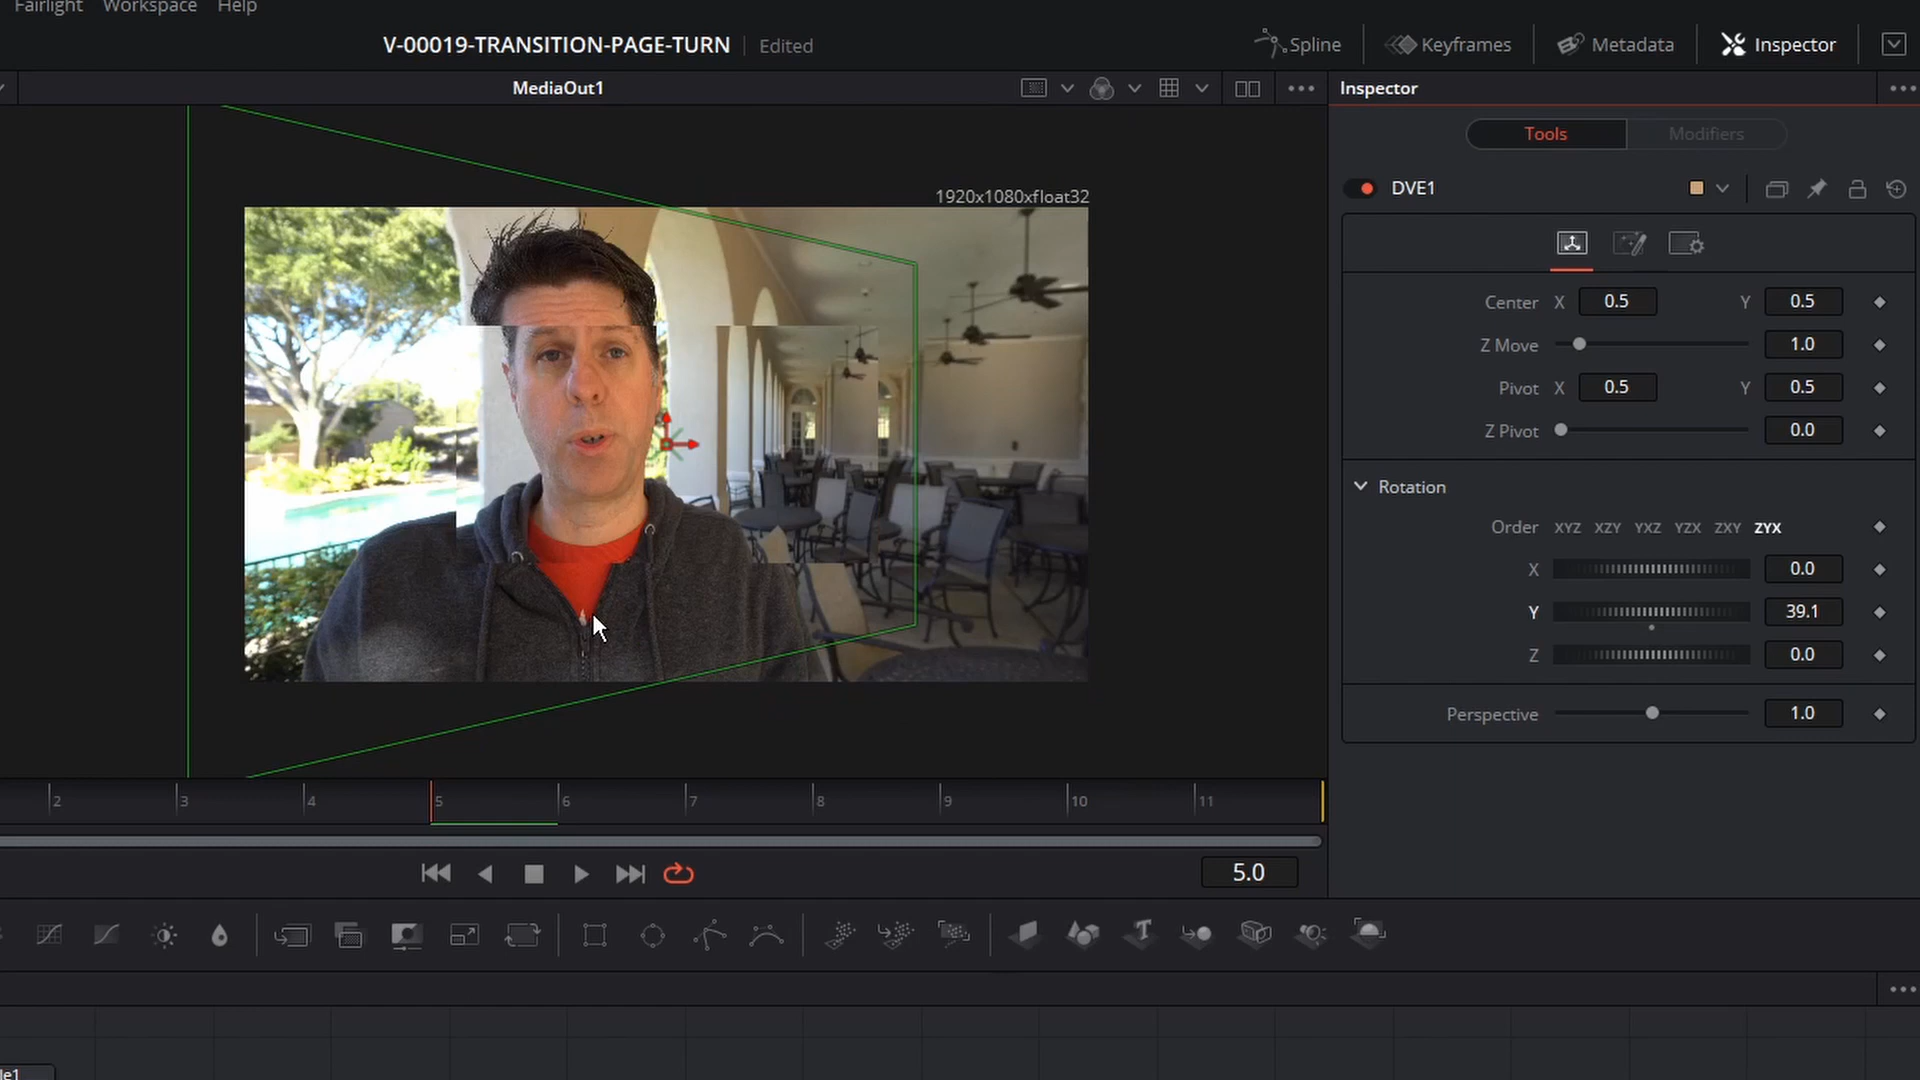 Fairlight Workspace Help
V-00019-TRANSITION-PAGE-TURN Edited
Spline Keyframes Metadata Inspector
MediaOut1
Inspector
Tools Modifiers
1920x1080xfloat32
DVE1
Center X 0.5 Y 0.5
Z Move 1.0
Pivot X 0.5 Y 0.5
Z Pivot 0.0
Rotation
Order XYZ XZY YXZ YZX ZXY ZYX
X 0.0
Y 39.1
Z 0.0
Perspective 1.0
2 3 4 5 6 7 8 9 10 11
5.0